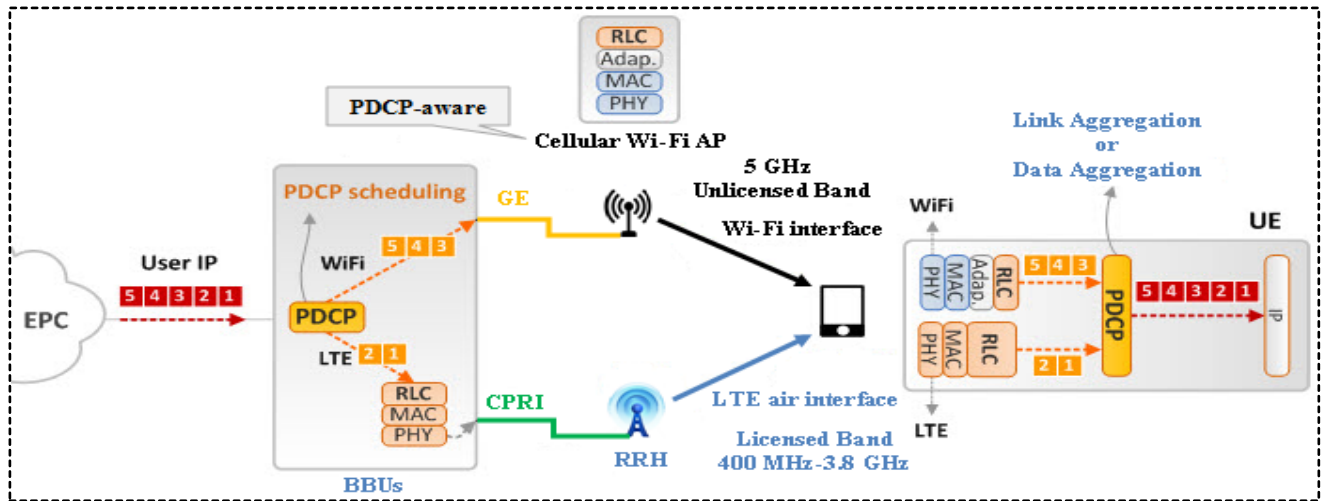 RLC
Adap.
MAC
PHY
PDCP-aware
Cellular Wi-Fi AP
Link Aggregation
or
Data Aggregation
5 GHz
Unlicensed Band
Wi-Fi interface
PDCP scheduling
GE
WiFi
UE
User IP
5 4 3
WiFi
5 4 3 2 1
EPC
PDCP
LTE
2 1
RLC
MAC
PHY
CPRI
BBUs
RRH
LTE air interface
Licensed Band
400 MHz-3.8 GHz
PHY
MAC
Adap.
RLC
5 4 3
PDCP
5 4 3 2 1
IP
PHY
MAC
RLC
2 1
LTE